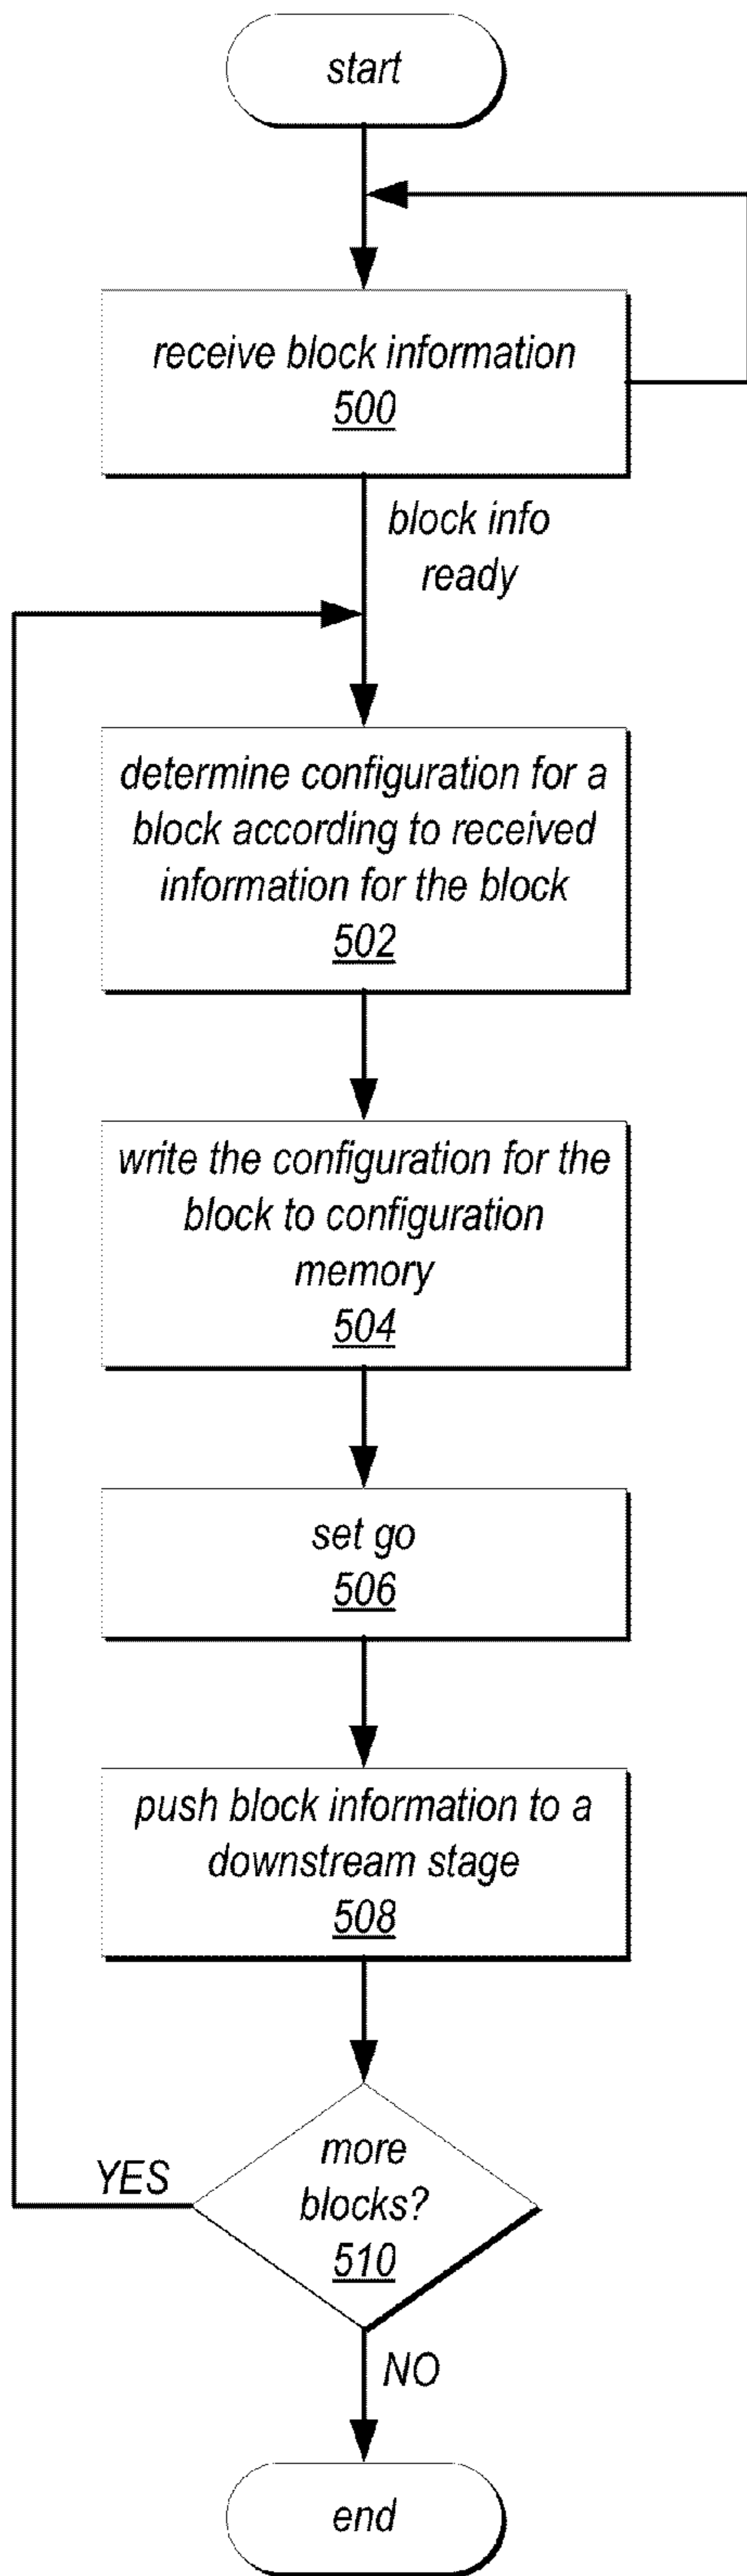 start
receive block information
500
block info
ready
determine configuration for a
block according to received
information for the block
502
write the configuration for the
block to configuration
memory
504
set go
506
push block information to a
downstream stage
508
more
blocks?
510
YES
NO
end